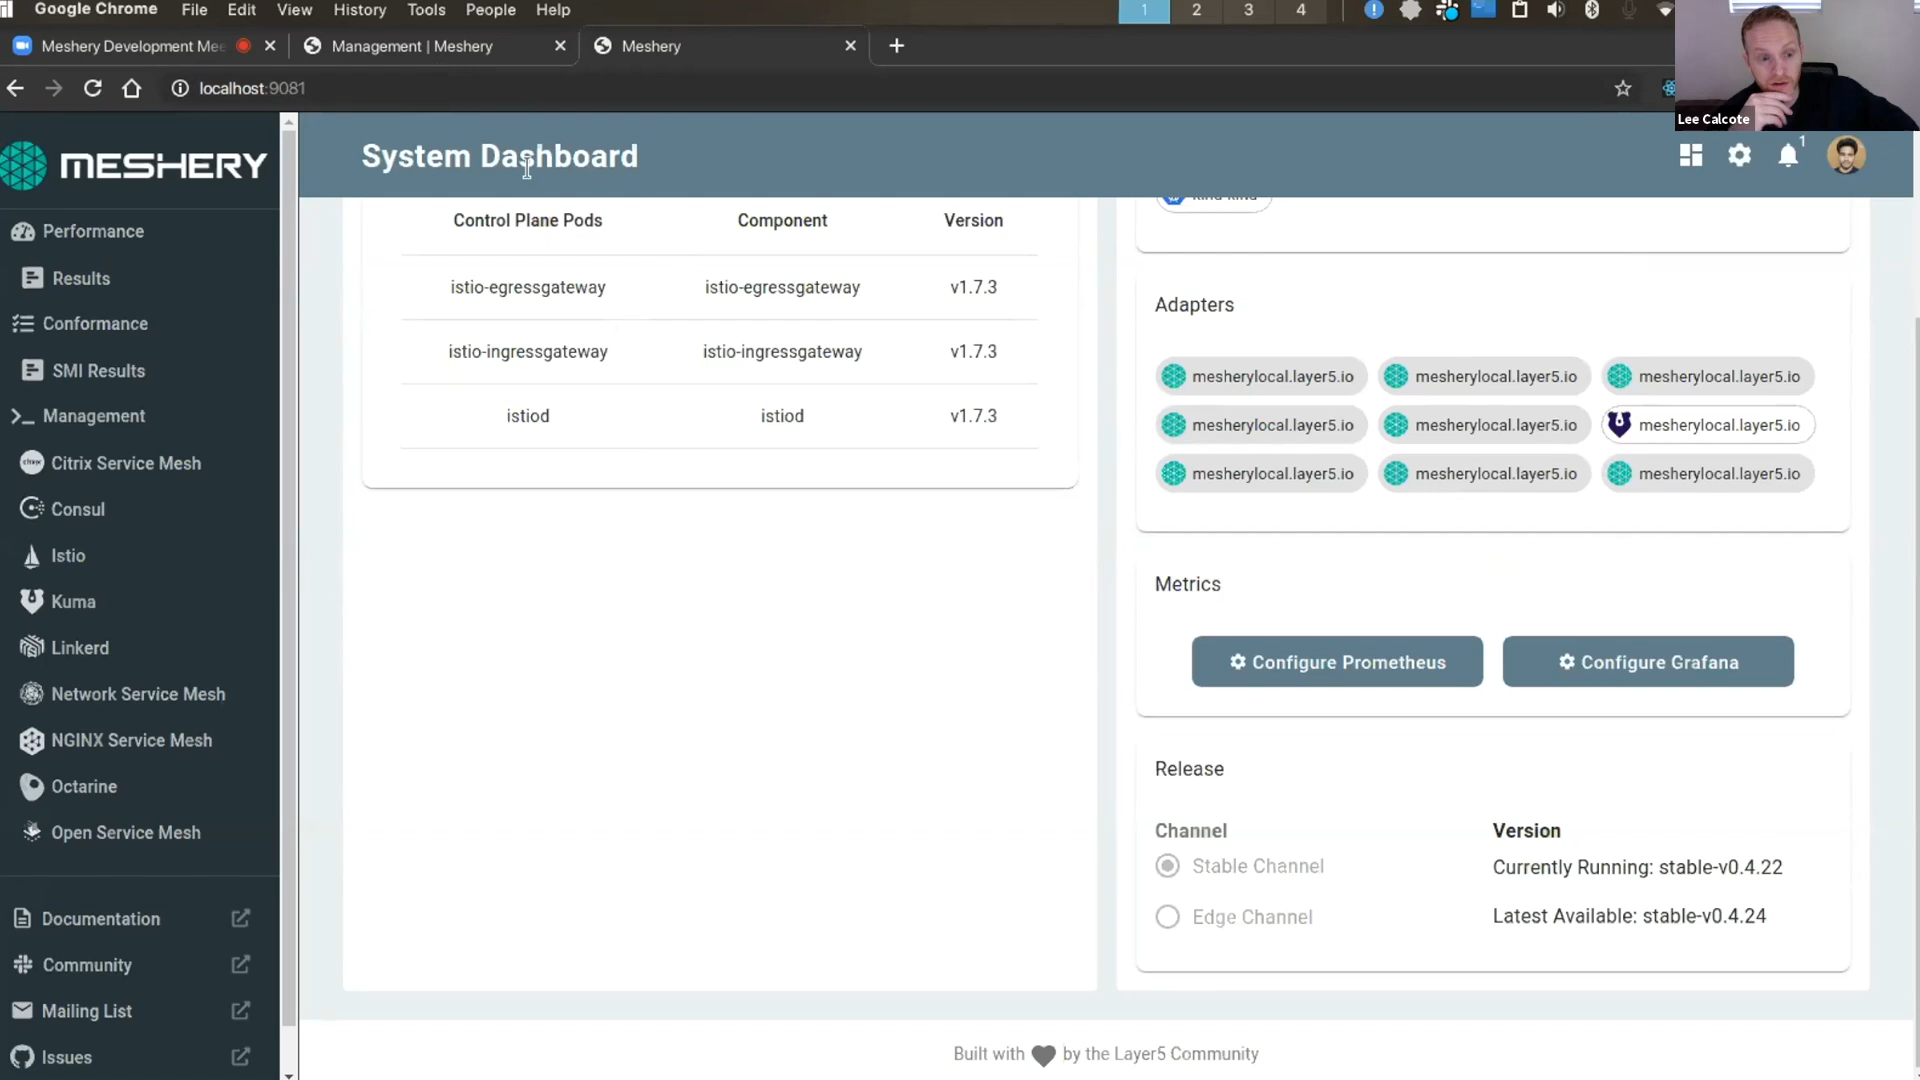 Google Chrome File Edit View History Tools People Help 1 2 3 4
Meshery Development Mee Management | Meshery Meshery
localhost:9081
Lee Calcote
MESHERY
System Dashboard
1
Performance
Results
Conformance
SMI Results
Management
Citrix Service Mesh
Consul
Istio
Kuma
Linkerd
Network Service Mesh
NGINX Service Mesh
Octarine
Open Service Mesh
Documentation
Community
Mailing List
Issues
Control Plane Pods Component Version
istio-egressgateway istio-egressgateway v1.7.3
istio-ingressgateway istio-ingressgateway v1.7.3
istiod istiod v1.7.3
Adapters
mesherylocal.layer5.io mesherylocal.layer5.io mesherylocal.layer5.io
mesherylocal.layer5.io mesherylocal.layer5.io mesherylocal.layer5.io
mesherylocal.layer5.io mesherylocal.layer5.io mesherylocal.layer5.io
Metrics
Configure Prometheus Configure Grafana
Release
Channel Version
Stable Channel Currently Running: stable-v0.4.22
Edge Channel Latest Available: stable-v0.4.24
Built with by the Layer5 Community